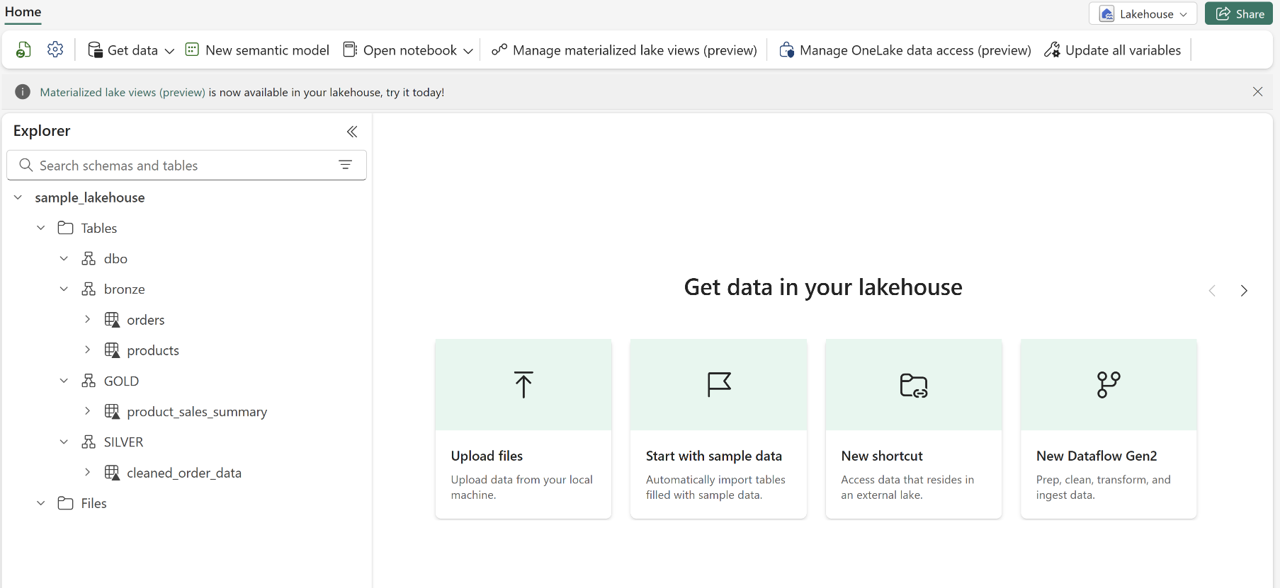 Home
Lakehouse
Share
Get data
New semantic model
Open notebook
Manage materialized lake views (preview)
Manage OneLake data access (preview)
Update all variables
Materialized lake views (preview) is now available in your lakehouse, try it today!
Explorer
Search schemas and tables
sample_lakehouse
Tables
dbo
bronze
orders
products
GOLD
product_sales_summary
SILVER
cleaned_order_data
Files
Get data in your lakehouse
Upload files
Upload data from your local
machine.
Start with sample data
Automatically import tables
filled with sample data.
New shortcut
Access data that resides in
an external lake.
New Dataflow Gen2
Prep, clean, transform, and
ingest data.